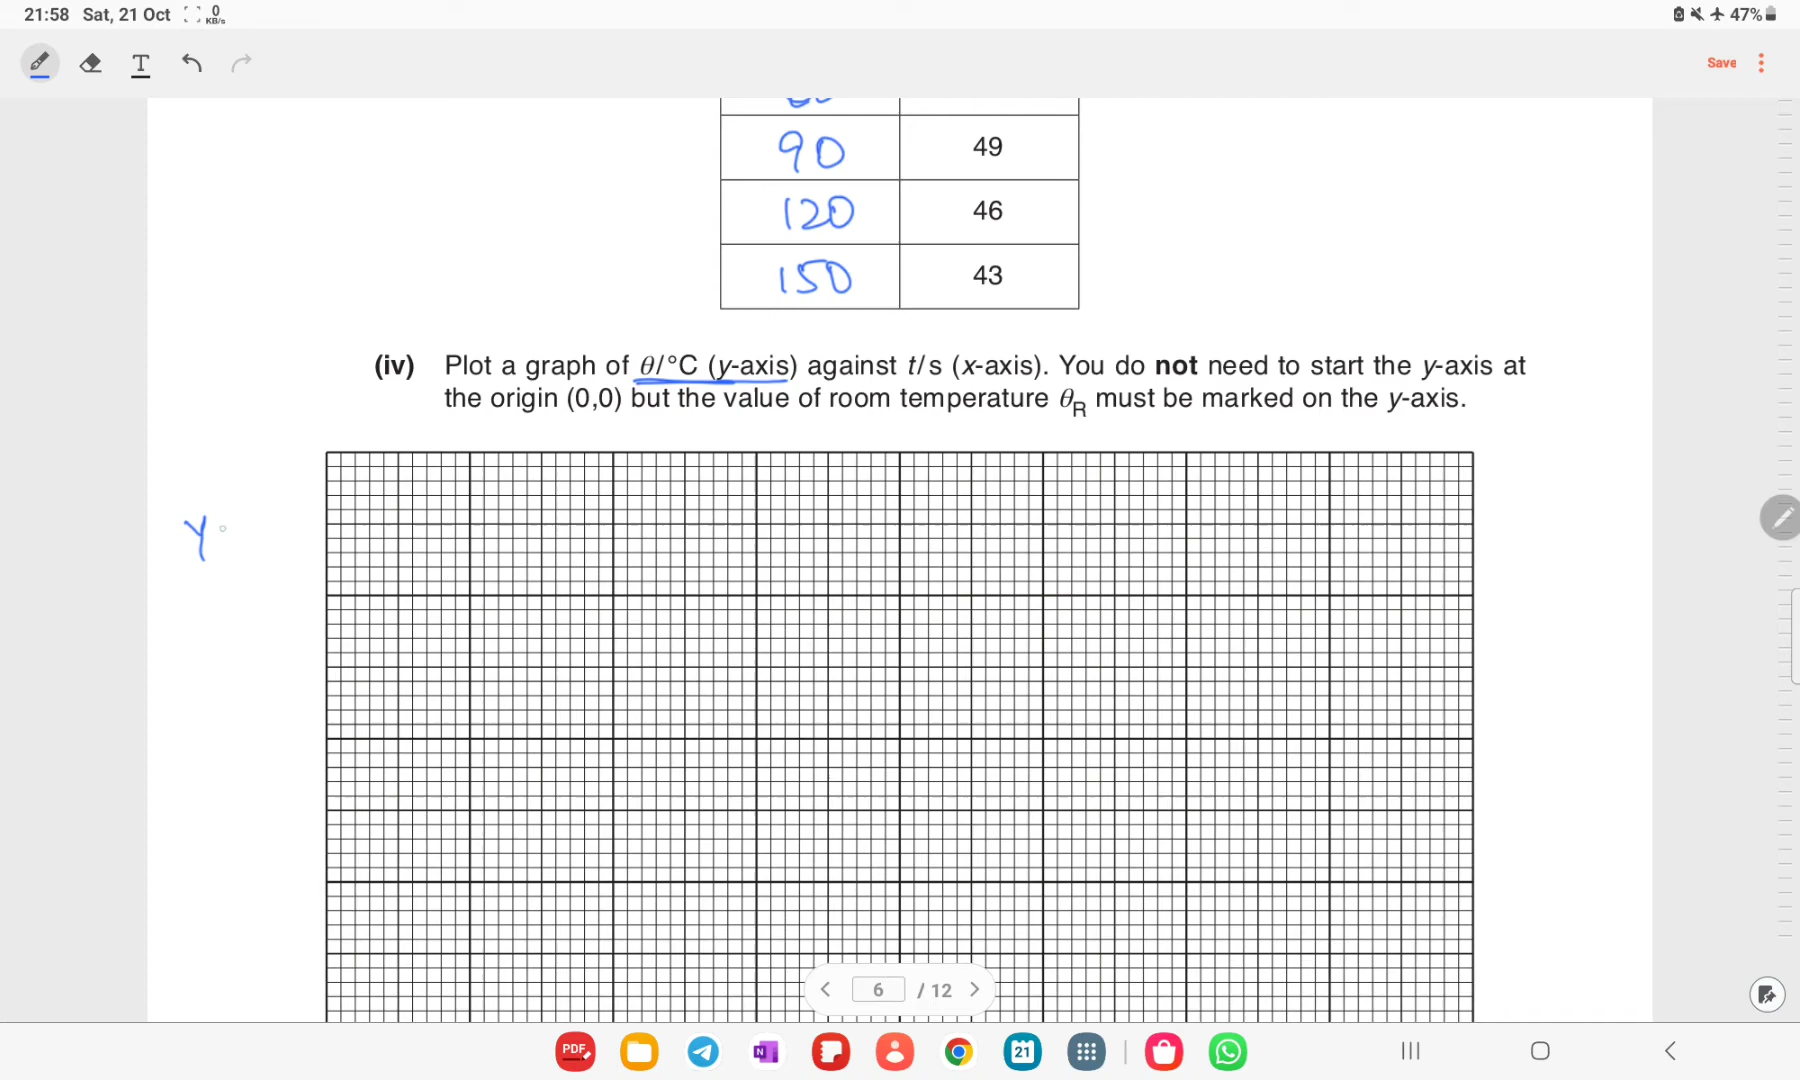 21:58 Sat, 21 Oct 0 KB/s 47%
T Save
90 49
120 46
150 43
(iv) Plot a graph of θ/°C (y-axis) against t/s (x-axis). You do not need to start the y-axis at
the origin (0,0) but the value of room temperature θR must be marked on the y-axis.
Y
6 / 12
PDF N 21